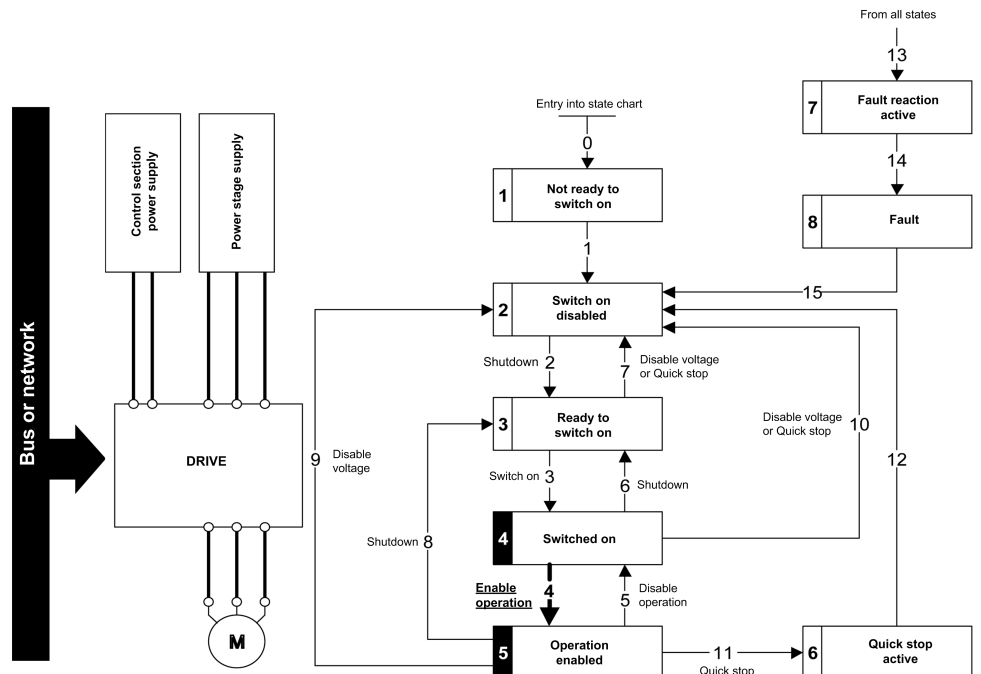 From all states
13
7
Fault reaction
active
14
8
Fault
15
Entry into state chart
0
1
Not ready to
switch on
1
2
Switch on
disabled
Shutdown
2
7
Disable voltage
or Quick stop
3
Ready to
switch on
Switch on
3
6
Shutdown
4
Switched on
Enable
operation
4
5
Disable
operation
5
Operation
enabled
11
Quick stop
6
Quick stop
active
12
Disable voltage
or Quick stop
10
9
Disable
voltage
Shutdown
8
Bus or network
Control section
power supply
Power stage supply
DRIVE
M